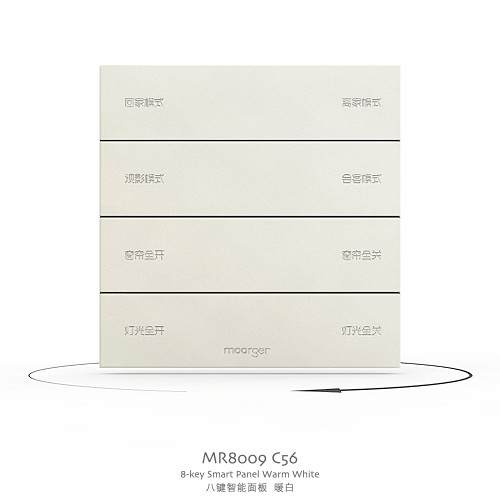 回家模式 离家模式
观影模式 会客模式
窗帘全开 窗帘全关
灯光全开 灯光全关
moorger
MR8009 C56
8-key Smart Panel Warm White
八键智能面板 暖白